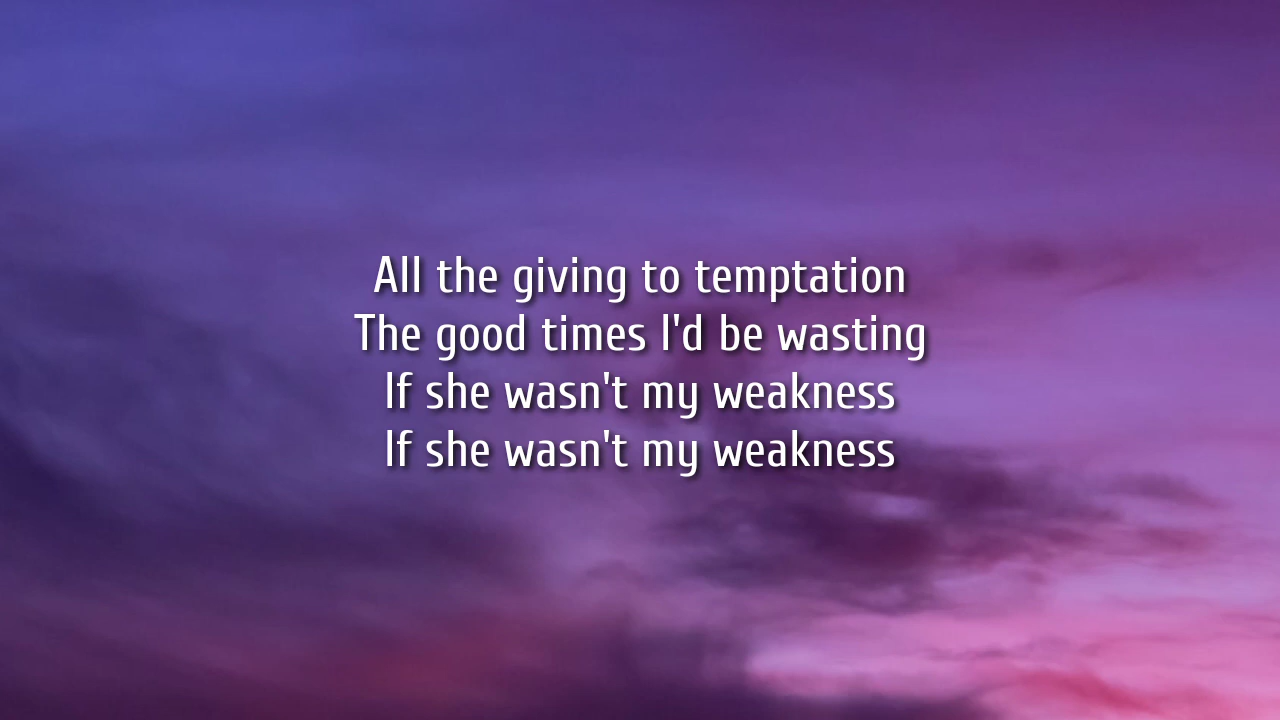 All the giving to temptation
The good times I'd be wasting
If she wasn't my weakness
If she wasn't my weakness